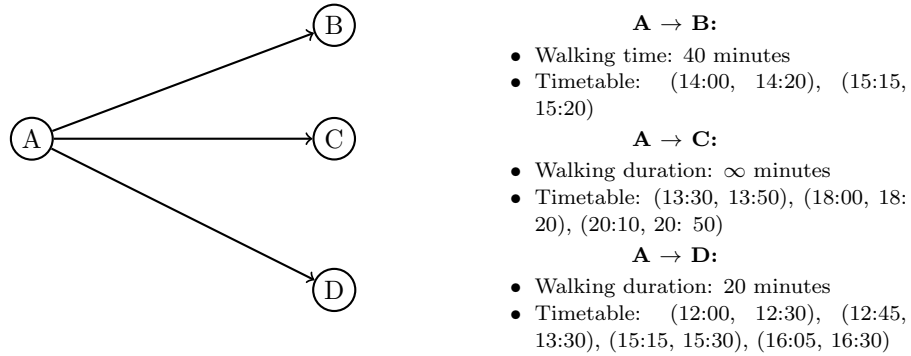 B
A
C
D
A → B:
• Walking time: 40 minutes
• Timetable: (14:00, 14:20), (15:15,
15:20)
A → C:
• Walking duration: ∞ minutes
• Timetable: (13:30, 13:50), (18:00, 18:
20), (20:10, 20: 50)
A → D:
• Walking duration: 20 minutes
• Timetable: (12:00, 12:30), (12:45,
13:30), (15:15, 15:30), (16:05, 16:30)